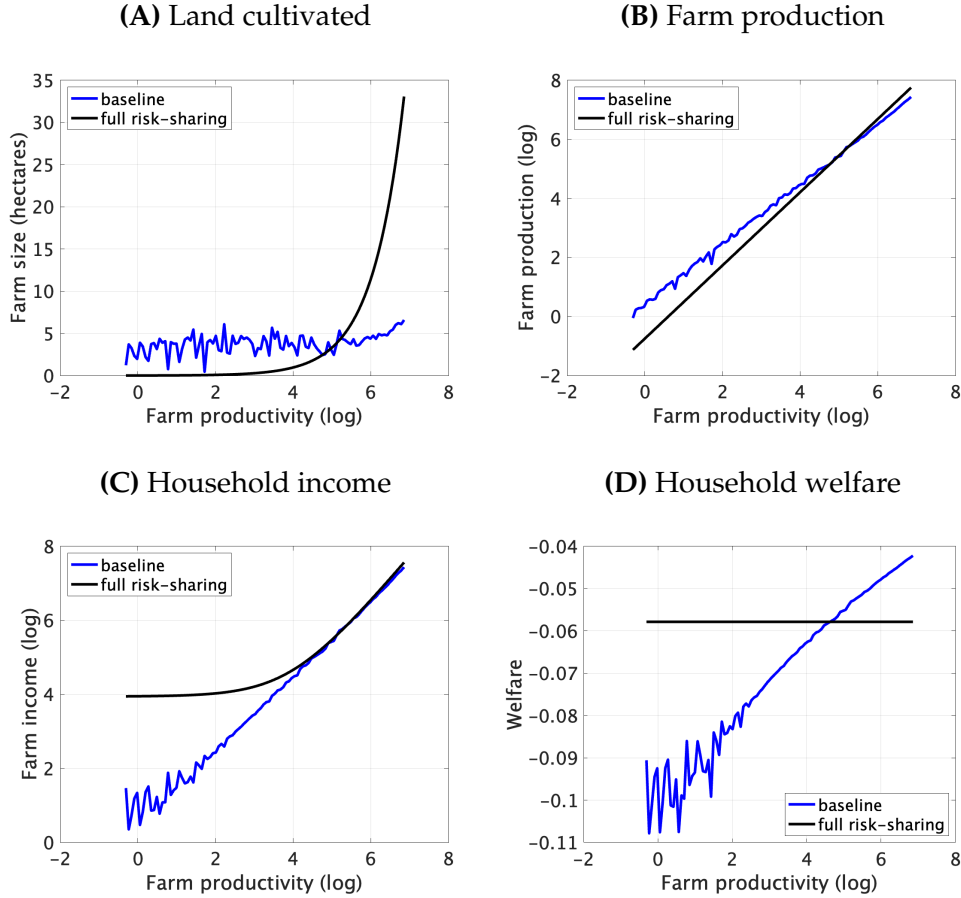 (A) Land cultivated
35
30
25
20
15
10
5
0
-2
0
2
4
6
8
Farm size (hectares)
Farm productivity (log)
baseline
full risk-sharing
(B) Farm production
8
6
4
2
0
-2
-2
0
2
4
6
8
Farm production (log)
Farm productivity (log)
baseline
full risk-sharing
(C) Household income
8
6
4
2
0
-2
0
2
4
6
8
Farm income (log)
Farm productivity (log)
baseline
full risk-sharing
(D) Household welfare
-0.04
-0.05
-0.06
-0.07
-0.08
-0.09
-0.1
-0.11
-2
0
2
4
6
8
Welfare
Farm productivity (log)
baseline
full risk-sharing